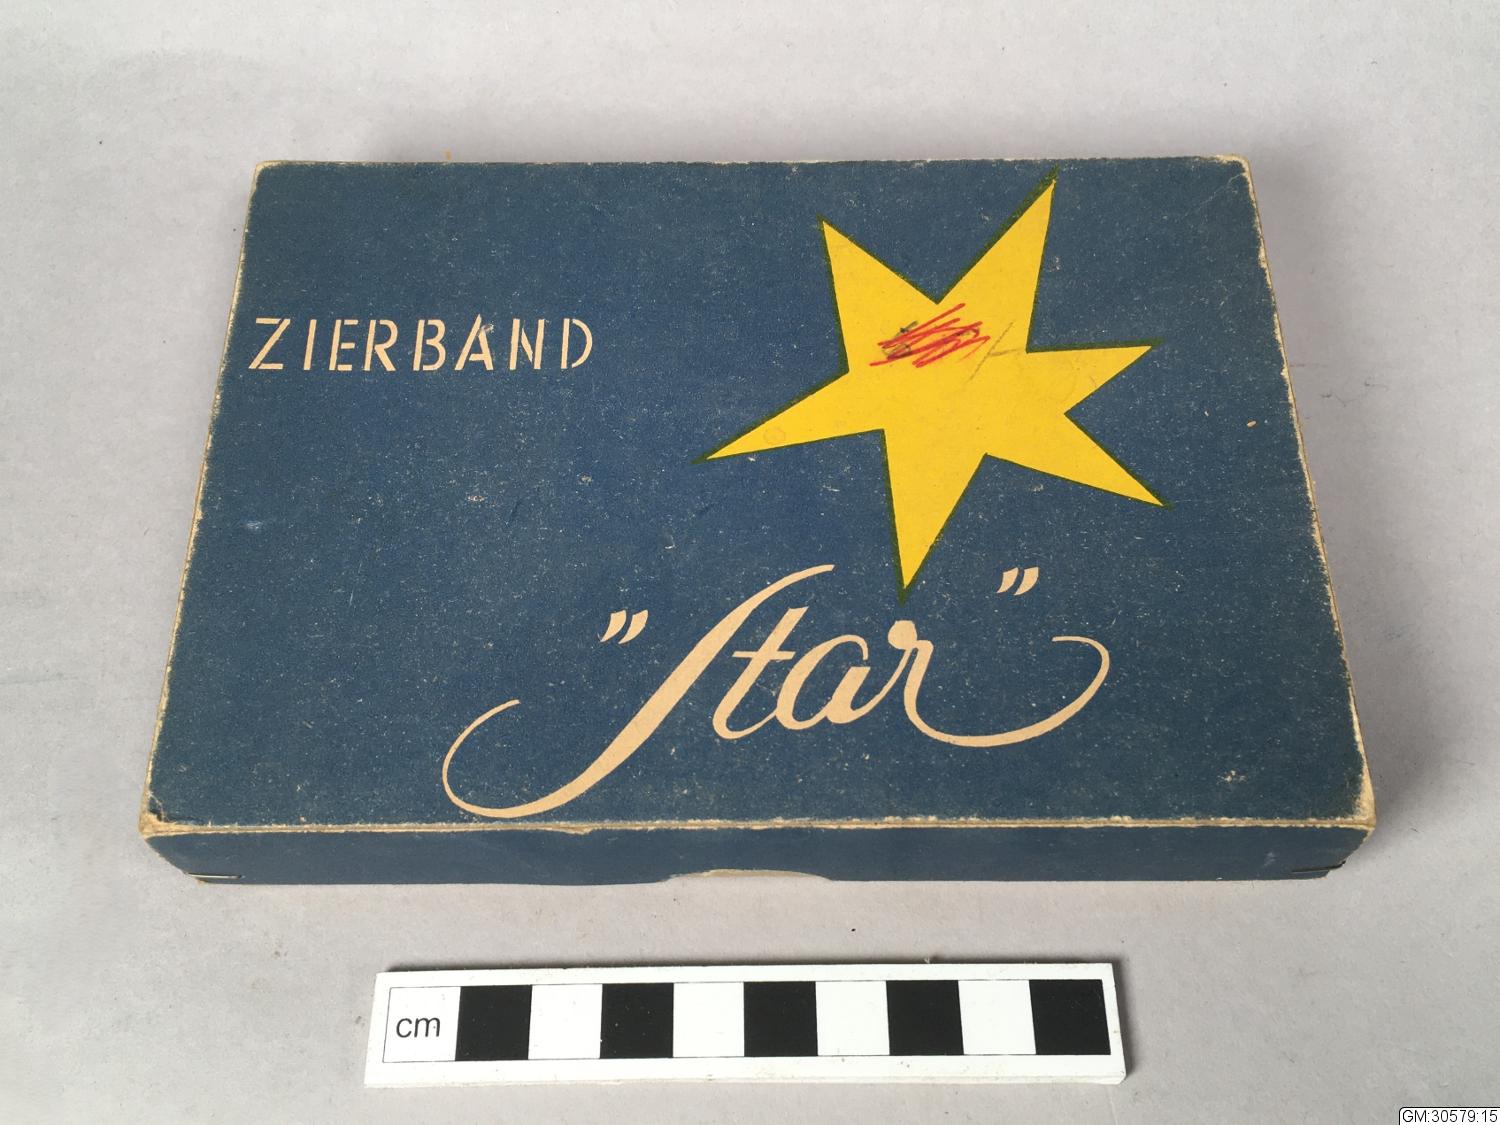 ZIERBAND
"Star"
cm
GM:30579:15